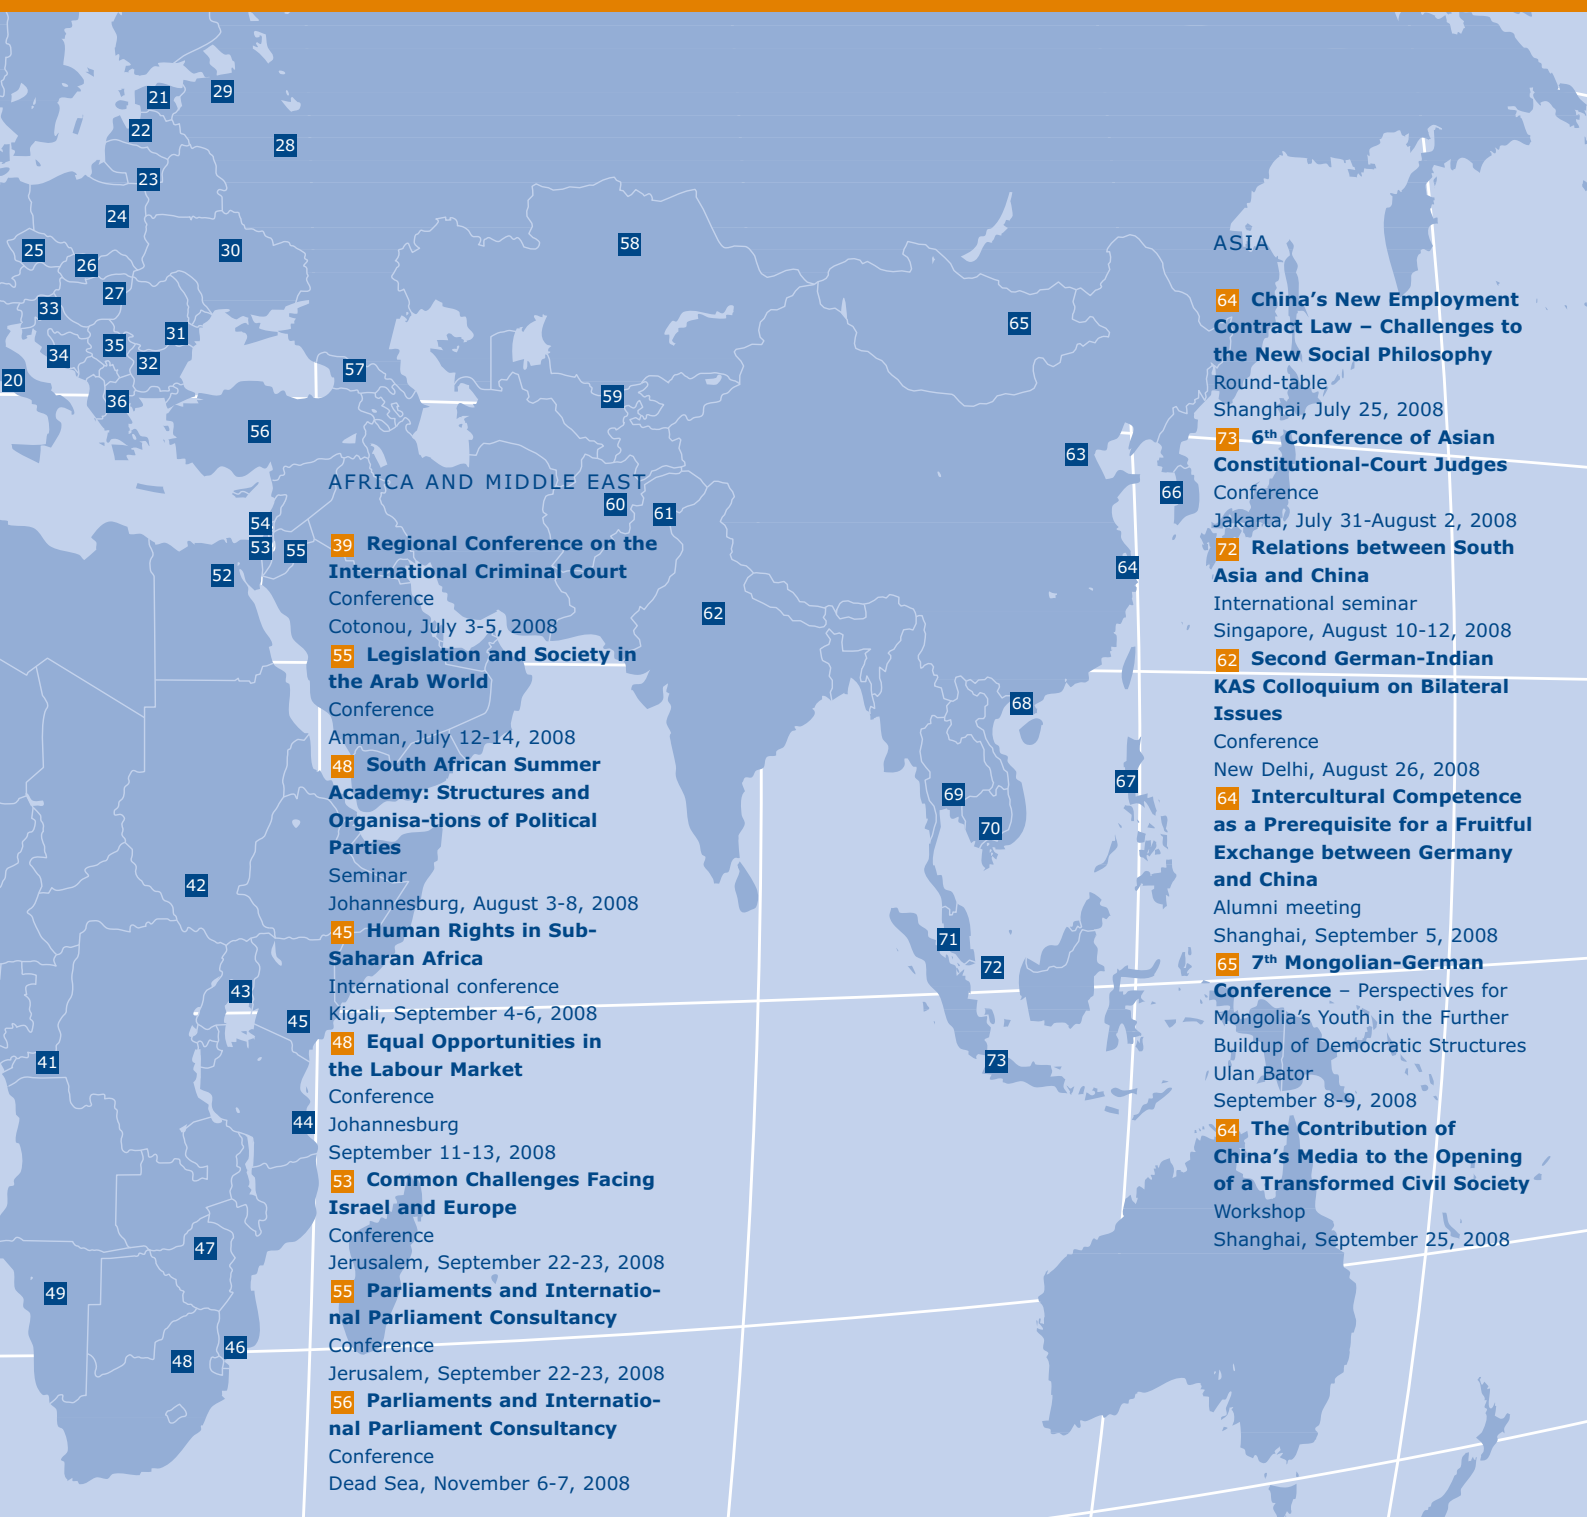 21
29
22
28
23
24
25
26
30
58
27
33
31
65
34
35
32
20
57
36
59
56
63
66
60
61
54
53
55
52
64
62
68
67
69
70
42
71
72
43
45
41
73
44
47
49
46
48
AFRICA AND MIDDLE EAST
39 Regional Conference on the
International Criminal Court
Conference
Cotonou, July 3-5, 2008
55 Legislation and Society in
the Arab World
Conference
Amman, July 12-14, 2008
48 South African Summer
Academy: Structures and
Organisa-tions of Political
Parties
Seminar
Johannesburg, August 3-8, 2008
45 Human Rights in Sub-
Saharan Africa
International conference
Kigali, September 4-6, 2008
48 Equal Opportunities in
the Labour Market
Conference
Johannesburg
September 11-13, 2008
53 Common Challenges Facing
Israel and Europe
Conference
Jerusalem, September 22-23, 2008
55 Parliaments and Internatio-
nal Parliament Consultancy
Conference
Jerusalem, September 22-23, 2008
56 Parliaments and Internatio-
nal Parliament Consultancy
Conference
Dead Sea, November 6-7, 2008
ASIA
64 China’s New Employment
Contract Law – Challenges to
the New Social Philosophy
Round-table
Shanghai, July 25, 2008
73 6th Conference of Asian
Constitutional-Court Judges
Conference
Jakarta, July 31-August 2, 2008
72 Relations between South
Asia and China
International seminar
Singapore, August 10-12, 2008
62 Second German-Indian
KAS Colloquium on Bilateral
Issues
Conference
New Delhi, August 26, 2008
64 Intercultural Competence
as a Prerequisite for a Fruitful
Exchange between Germany
and China
Alumni meeting
Shanghai, September 5, 2008
65 7th Mongolian-German
Conference – Perspectives for
Mongolia’s Youth in the Further
Buildup of Democratic Structures
Ulan Bator
September 8-9, 2008
64 The Contribution of
China’s Media to the Opening
of a Transformed Civil Society
Workshop
Shanghai, September 25, 2008